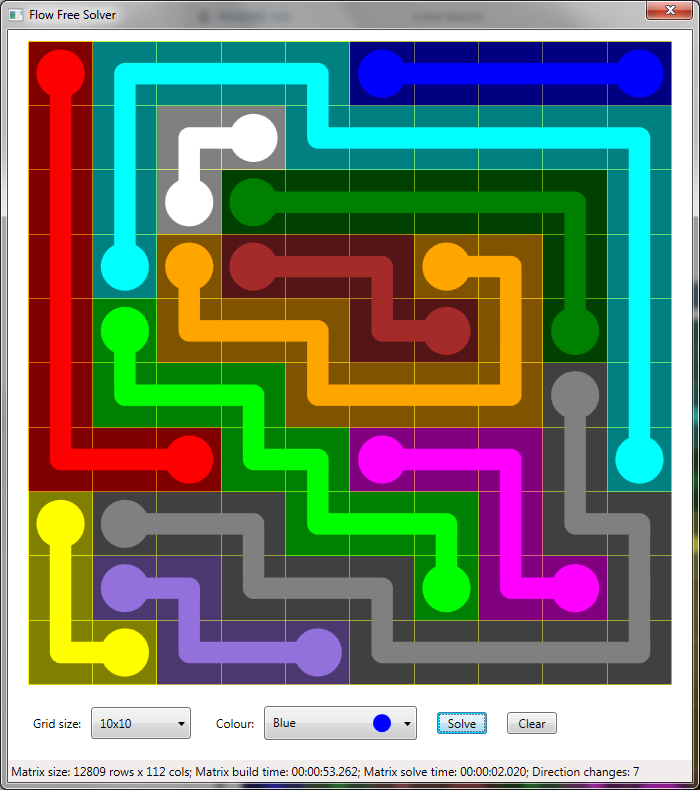 Flow Free Solver
Grid size: 10x10 Colour: Blue Solve Clear
Matrix size: 12809 rows x 112 cols; Matrix build time: 00:00:53.262; Matrix solve time: 00:00:02.020; Direction changes: 7